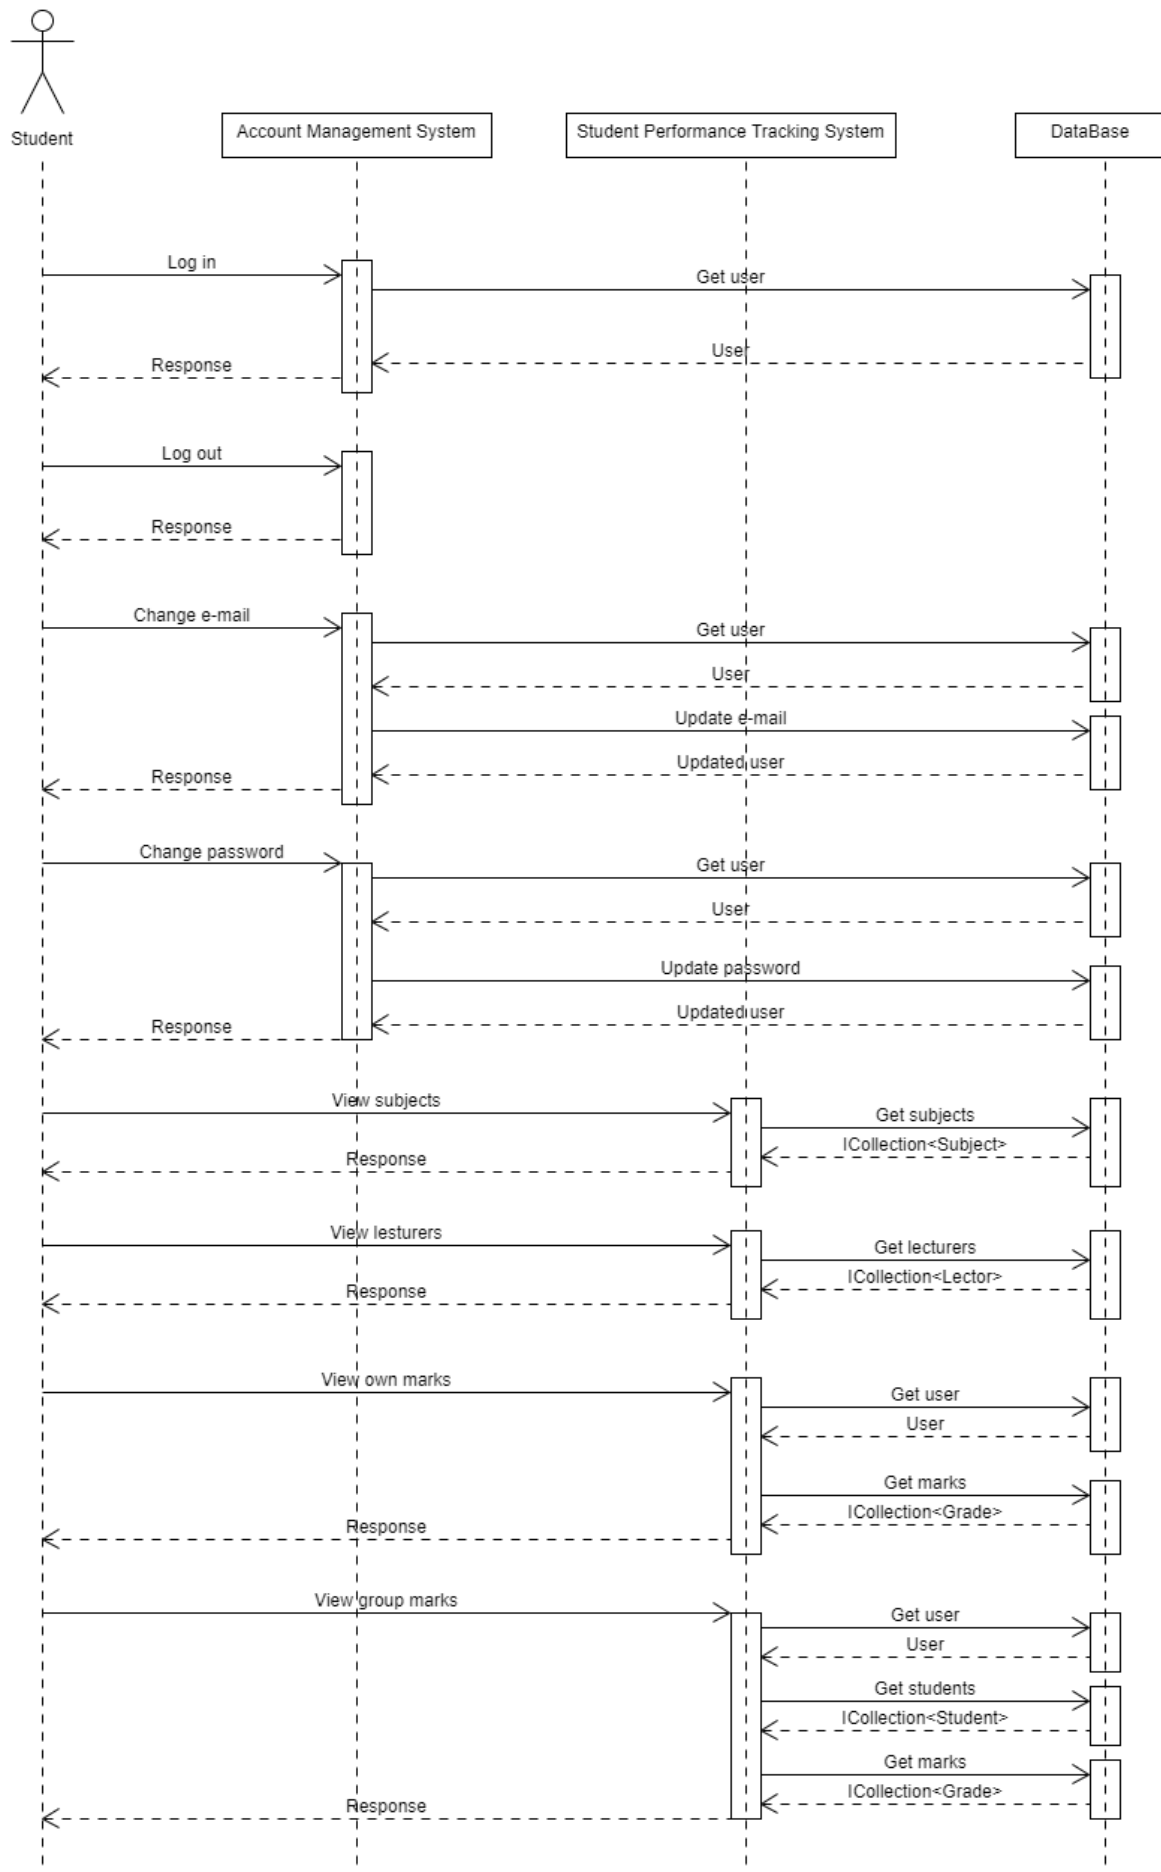 Student
Account Management System
Student Performance Tracking System
DataBase
Log in
Get user
User
Response
Log out
Response
Change e-mail
Get user
User
Update e-mail
Updated user
Response
Change password
Get user
User
Update password
Updated user
Response
View subjects
Get subjects
ICollection<Subject>
Response
View lesturers
Get lecturers
ICollection<Lector>
Response
View own marks
Get user
User
Get marks
ICollection<Grade>
Response
View group marks
Get user
User
Get students
ICollection<Student>
Get marks
ICollection<Grade>
Response